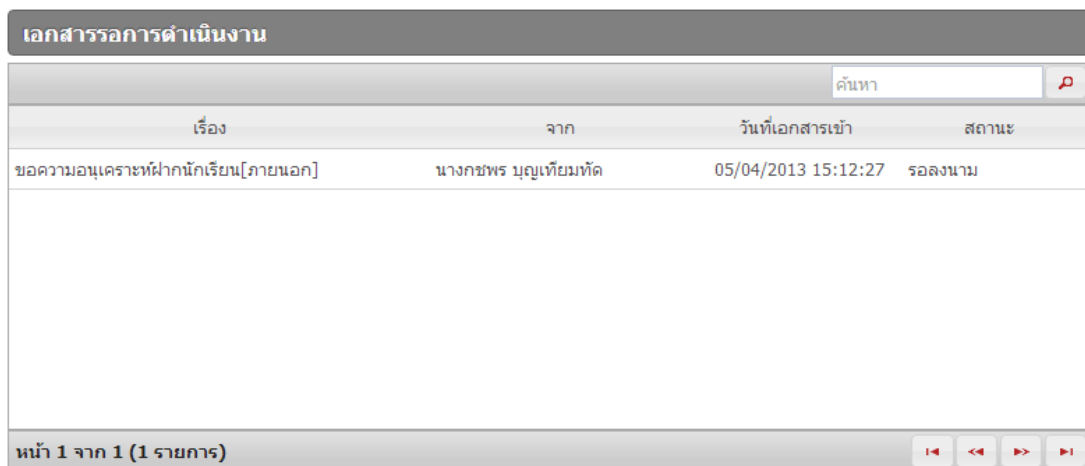 เอกสารรอการดำเนินงาน
ค้นหา
เรื่อง จาก วันที่เอกสารเข้า สถานะ
ขอความอนุเคราะห์ฝากนักเรียน[ภายนอก] นางกชพร บุญเทียมทัด 05/04/2013 15:12:27 รอลงนาม
หน้า 1 จาก 1 (1 รายการ)